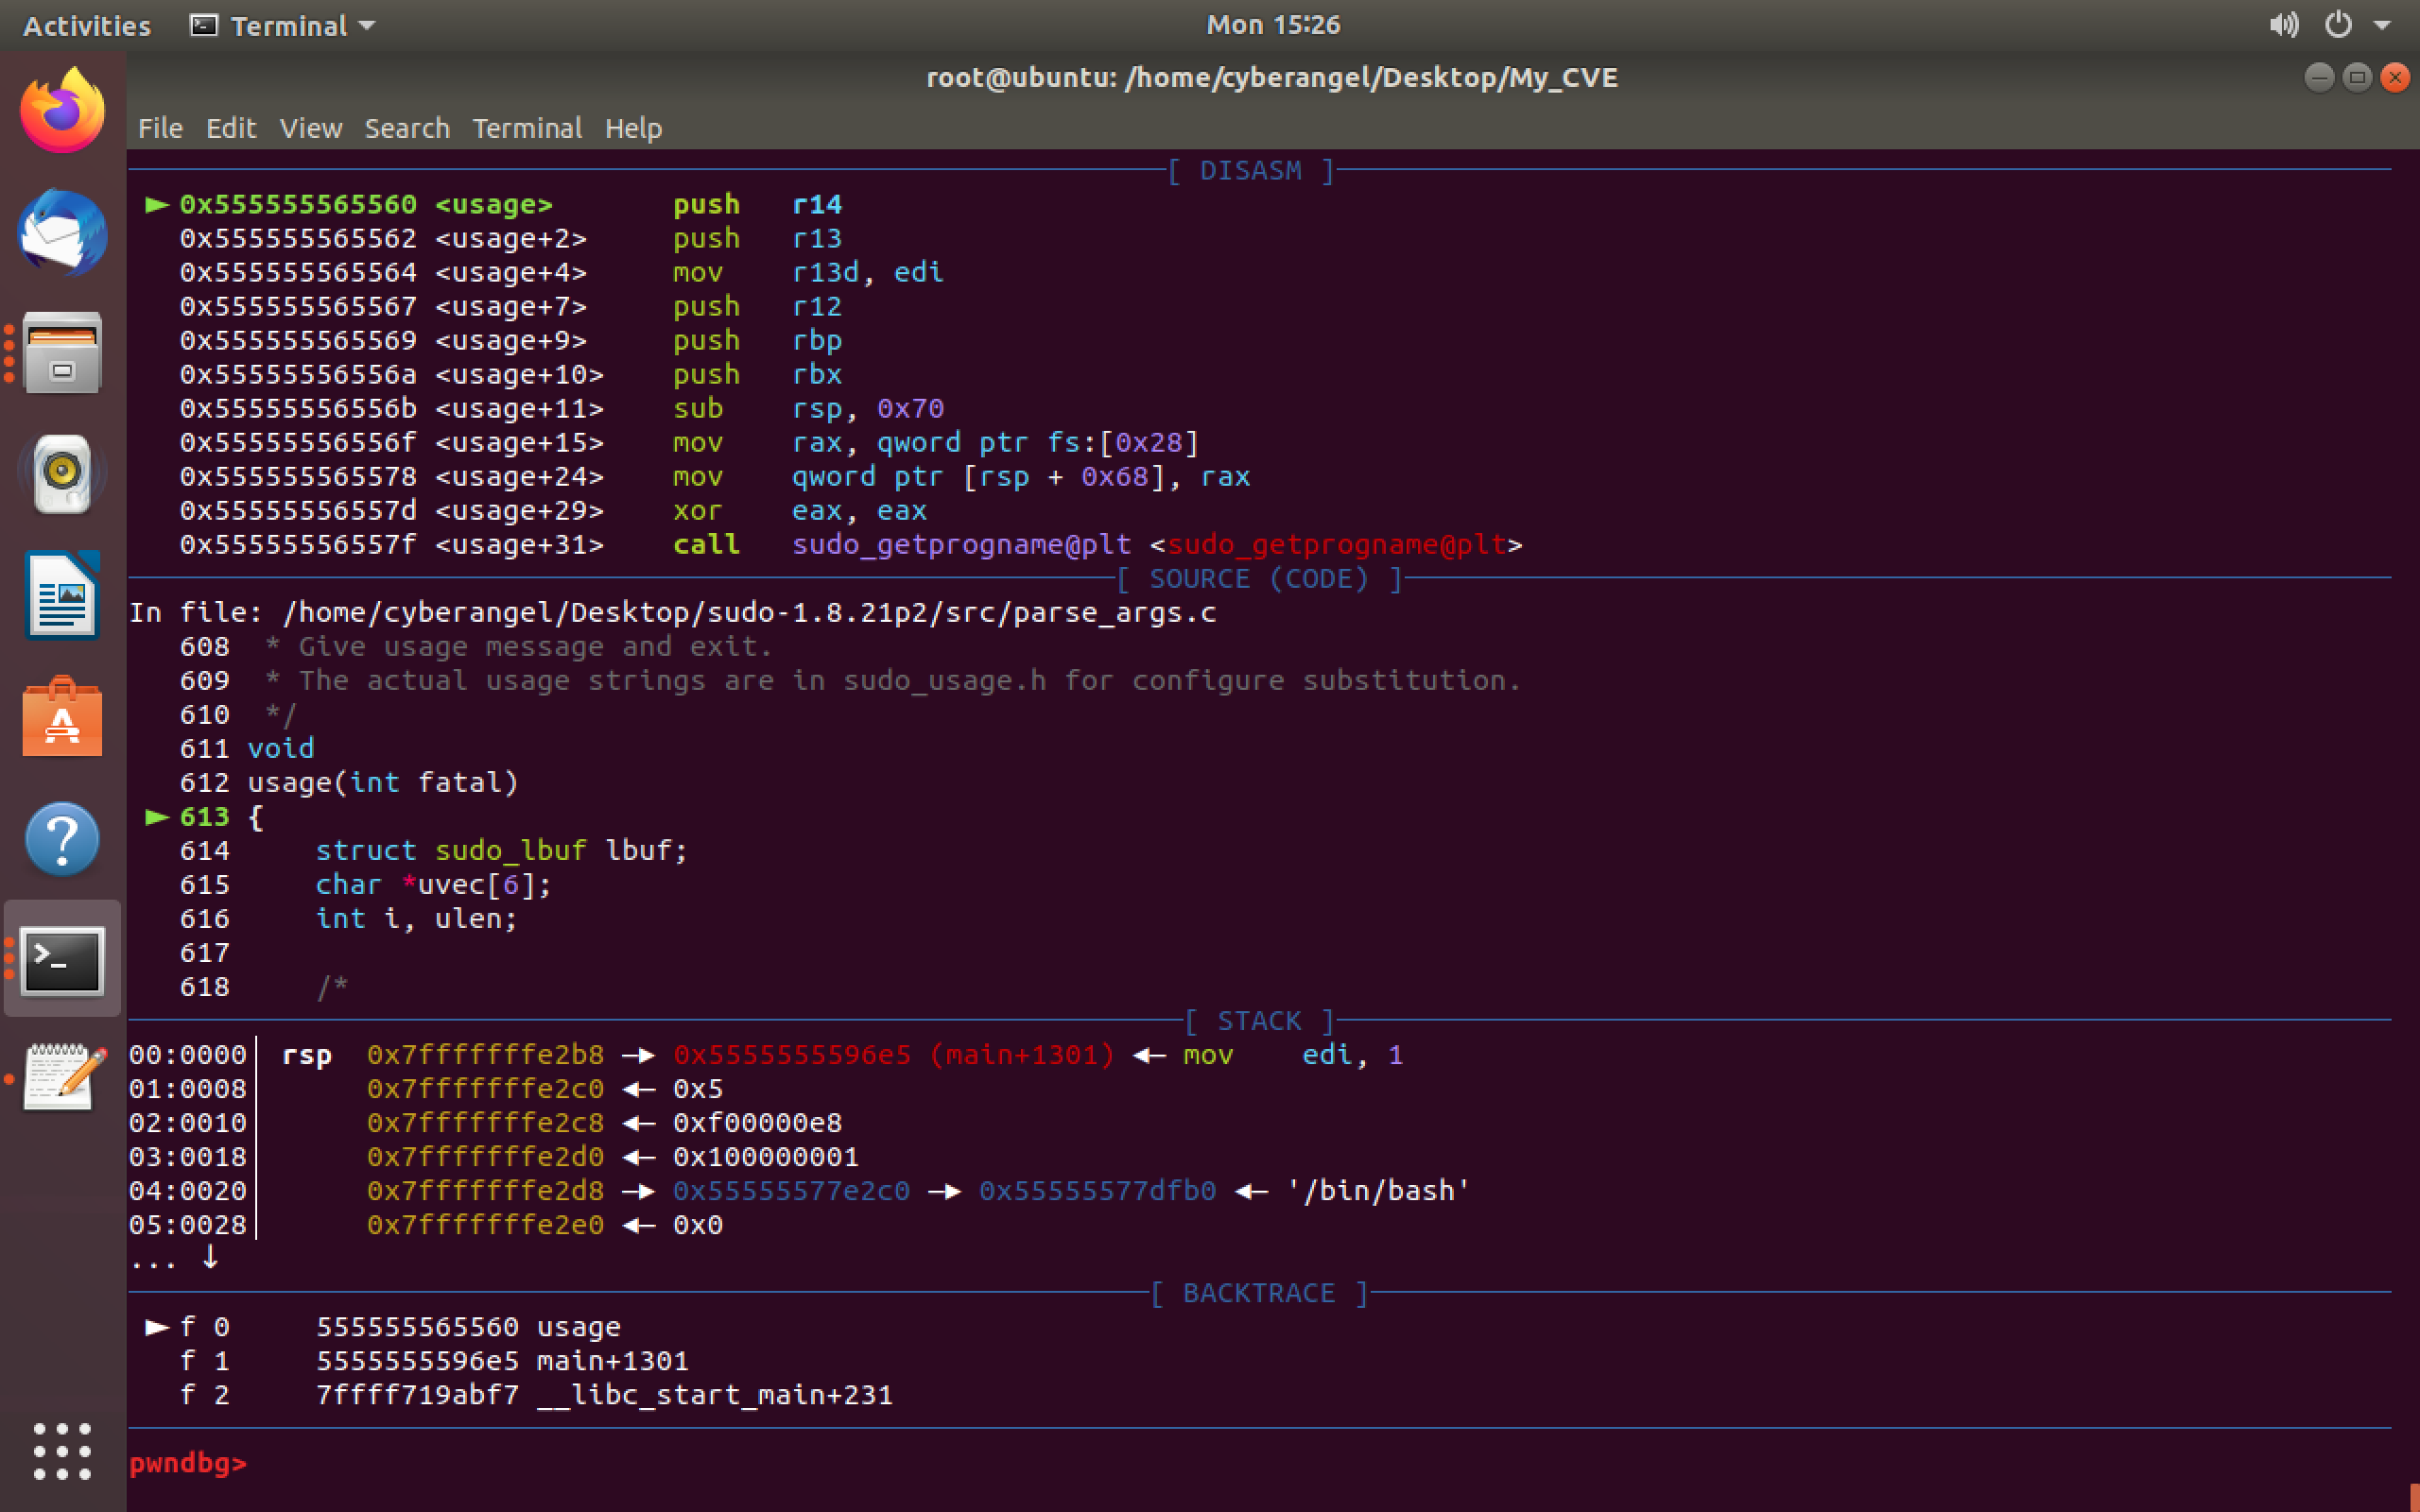 Activities Terminal Mon 15:26
root@ubuntu: /home/cyberangel/Desktop/My_CVE
File Edit View Search Terminal Help
[ DISASM ]
► 0x555555565560 <usage> push r14
0x555555565562 <usage+2> push r13
0x555555565564 <usage+4> mov r13d, edi
0x555555565567 <usage+7> push r12
0x555555565569 <usage+9> push rbp
0x55555556556a <usage+10> push rbx
0x55555556556b <usage+11> sub rsp, 0x70
0x55555556556f <usage+15> mov rax, qword ptr fs:[0x28]
0x555555565578 <usage+24> mov qword ptr [rsp + 0x68], rax
0x55555556557d <usage+29> xor eax, eax
0x55555556557f <usage+31> call sudo_getprogname@plt <sudo_getprogname@plt>
[ SOURCE (CODE) ]
In file: /home/cyberangel/Desktop/sudo-1.8.21p2/src/parse_args.c
608 * Give usage message and exit.
609 * The actual usage strings are in sudo_usage.h for configure substitution.
610 */
611 void
612 usage(int fatal)
► 613 {
614 struct sudo_lbuf lbuf;
615 char *uvec[6];
616 int i, ulen;
617
618 /*
[ STACK ]
00:0000│ rsp 0x7fffffffe2b8 —► 0x5555555596e5 (main+1301) ◄— mov edi, 1
01:0008│ 0x7fffffffe2c0 ◄— 0x5
02:0010│ 0x7fffffffe2c8 ◄— 0xf00000e8
03:0018│ 0x7fffffffe2d0 ◄— 0x100000001
04:0020│ 0x7fffffffe2d8 —► 0x55555577e2c0 —► 0x55555577dfb0 ◄— '/bin/bash'
05:0028│ 0x7fffffffe2e0 ◄— 0x0
... ↓
[ BACKTRACE ]
► f 0 555555565560 usage
f 1 5555555596e5 main+1301
f 2 7ffff719abf7 __libc_start_main+231
pwndbg>